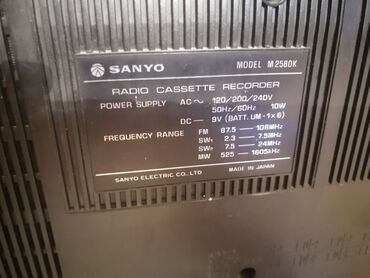 SANYO MODEL M2580K
RADIO CASSETTE RECORDER
POWER SUPPLY AC～ 120/200/240V
50Hz/60Hz 10W
DC⎓ 9V (BATT. UM-1×6)
FREQUENCY RANGE FM 87.5 — 108MHz
SW₁ 2.3 — 7.5MHz
SW₂ 7.5 — 24MHz
MW 525 — 1605kHz
SANYO ELECTRIC CO., LTD MADE IN JAPAN